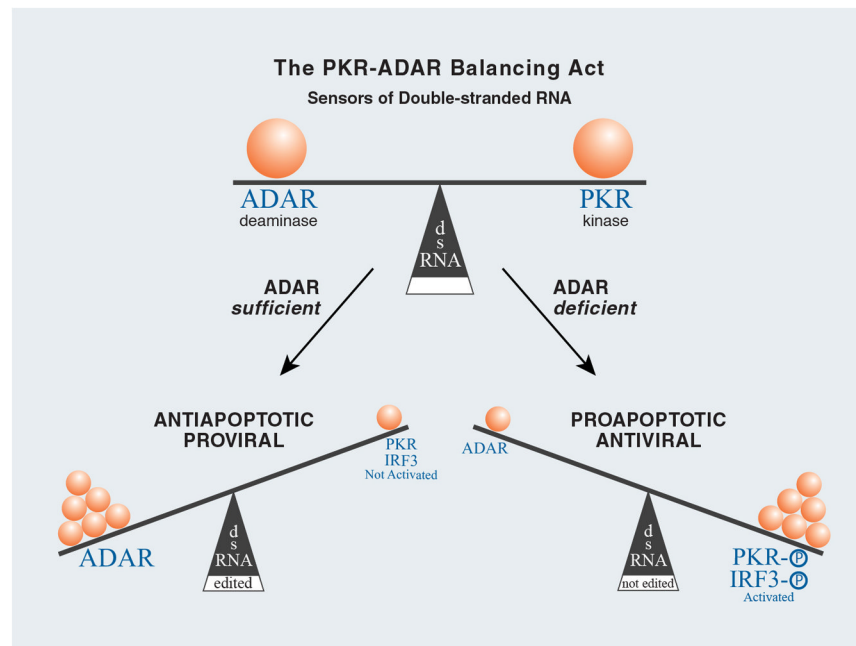 The PKR-ADAR Balancing Act
Sensors of Double-stranded RNA
ADAR
deaminase
PKR
kinase
d
s
RNA
ADAR
sufficient
ADAR
deficient
ANTIAPOPTOTIC
PROVIRAL
PKR
IRF3
Not Activated
ADAR
d
s
RNA
edited
PROAPOPTOTIC
ANTIVIRAL
ADAR
d
s
RNA
not edited
PKR-P
IRF3-P
Activated